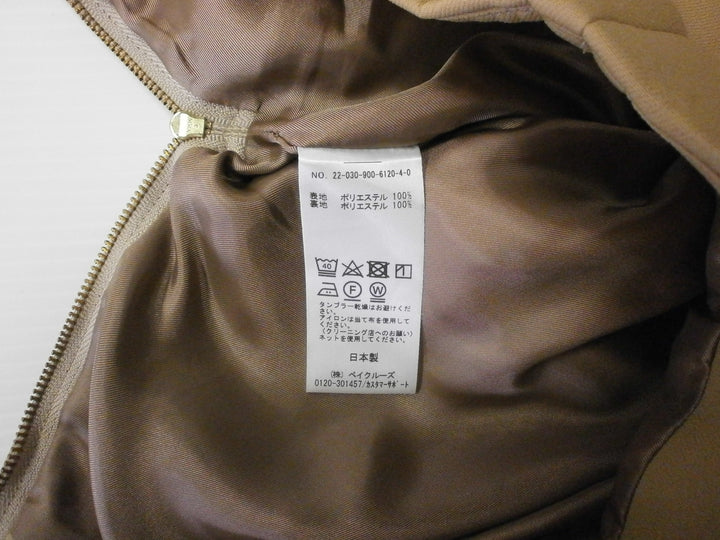 NO. 22-030-900-6120-4-0
表地 ポリエステル 100%
裏地 ポリエステル 100%
40
F W
タンブラー乾燥はお避けくだ
さい。
アイロンは当て布を使用して
ください。
〈クリーニング店へのお願い〉
ネットを使用してください。
日本製
(株) ベイクルーズ
0120-301457/カスタマーサポート